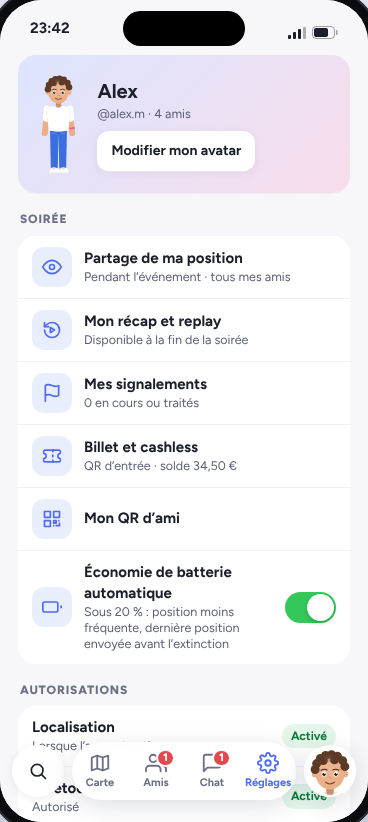 23:42
Alex
@alex.m · 4 amis
Modifier mon avatar
SOIRÉE
Partage de ma position
Pendant l'événement · tous mes amis
Mon récap et replay
Disponible à la fin de la soirée
Mes signalements
0 en cours ou traités
Billet et cashless
QR d'entrée · solde 34,50 €
Mon QR d'ami
Économie de batterie
automatique
Sous 20 % : position moins
fréquente, dernière position
envoyée avant l'extinction
AUTORISATIONS
Localisation
Activé
Lorsque
1
1
Carte
Amis
Chat
Réglages
Activé
Autorisé